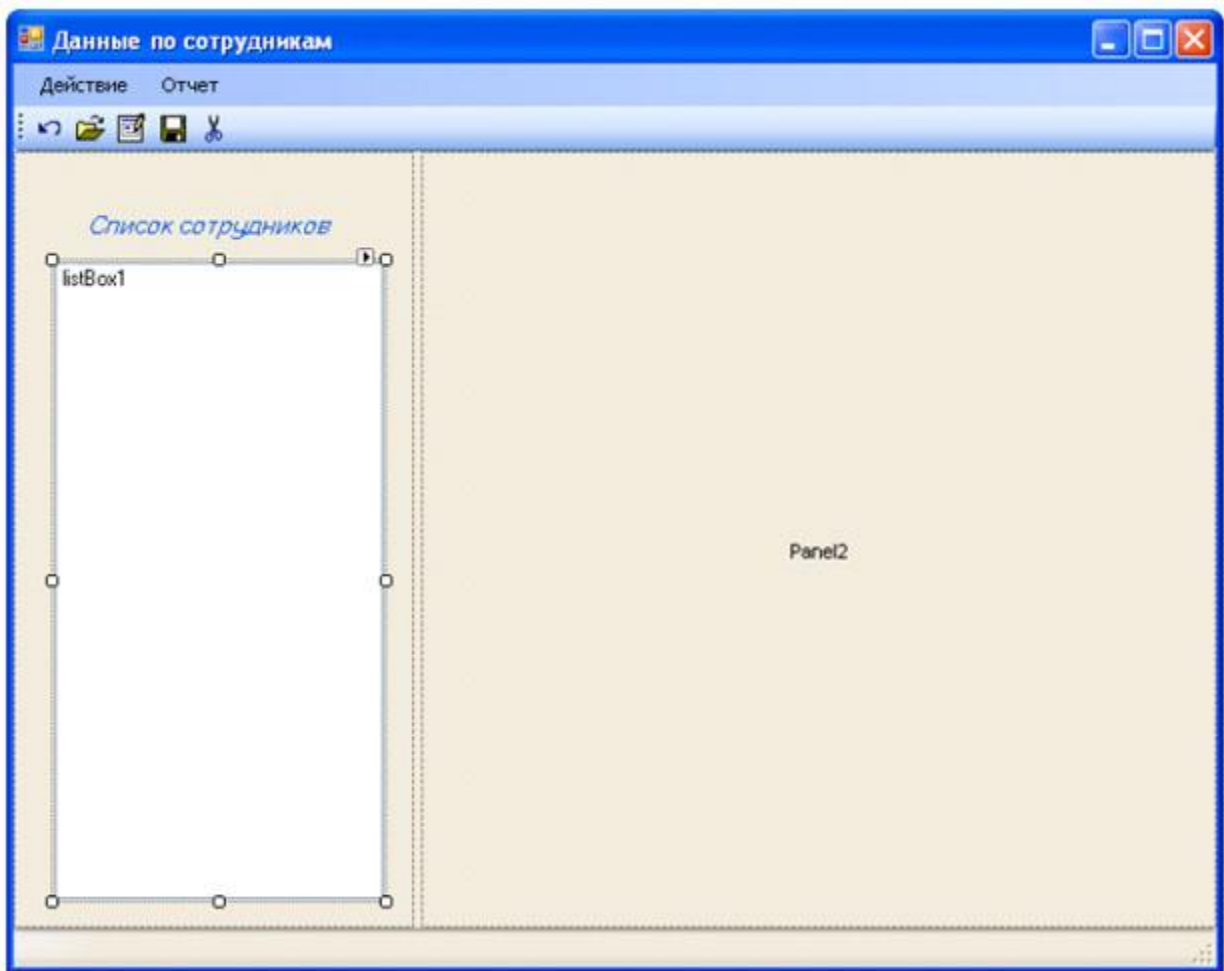 Данные по сотрудникам
Действие Отчет
Список сотрудников
listBox1
Panel2